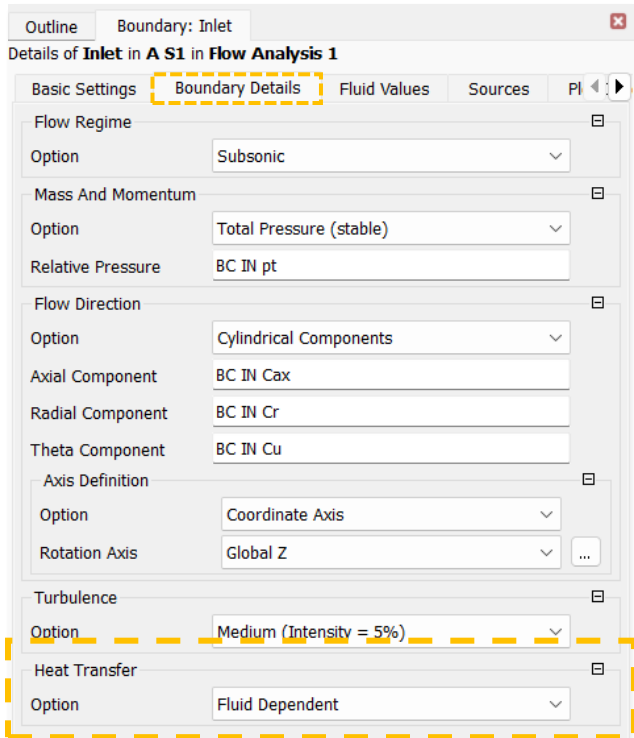 Outline Boundary: Inlet
Details of Inlet in A S1 in Flow Analysis 1
Basic Settings Boundary Details Fluid Values Sources
Flow Regime
Option Subsonic
Mass And Momentum
Option Total Pressure (stable)
Relative Pressure BC IN pt
Flow Direction
Option Cylindrical Components
Axial Component BC IN Cax
Radial Component BC IN Cr
Theta Component BC IN Cu
Axis Definition
Option Coordinate Axis
Rotation Axis Global Z ...
Turbulence
Option Medium (Intensity = 5%)
Heat Transfer
Option Fluid Dependent